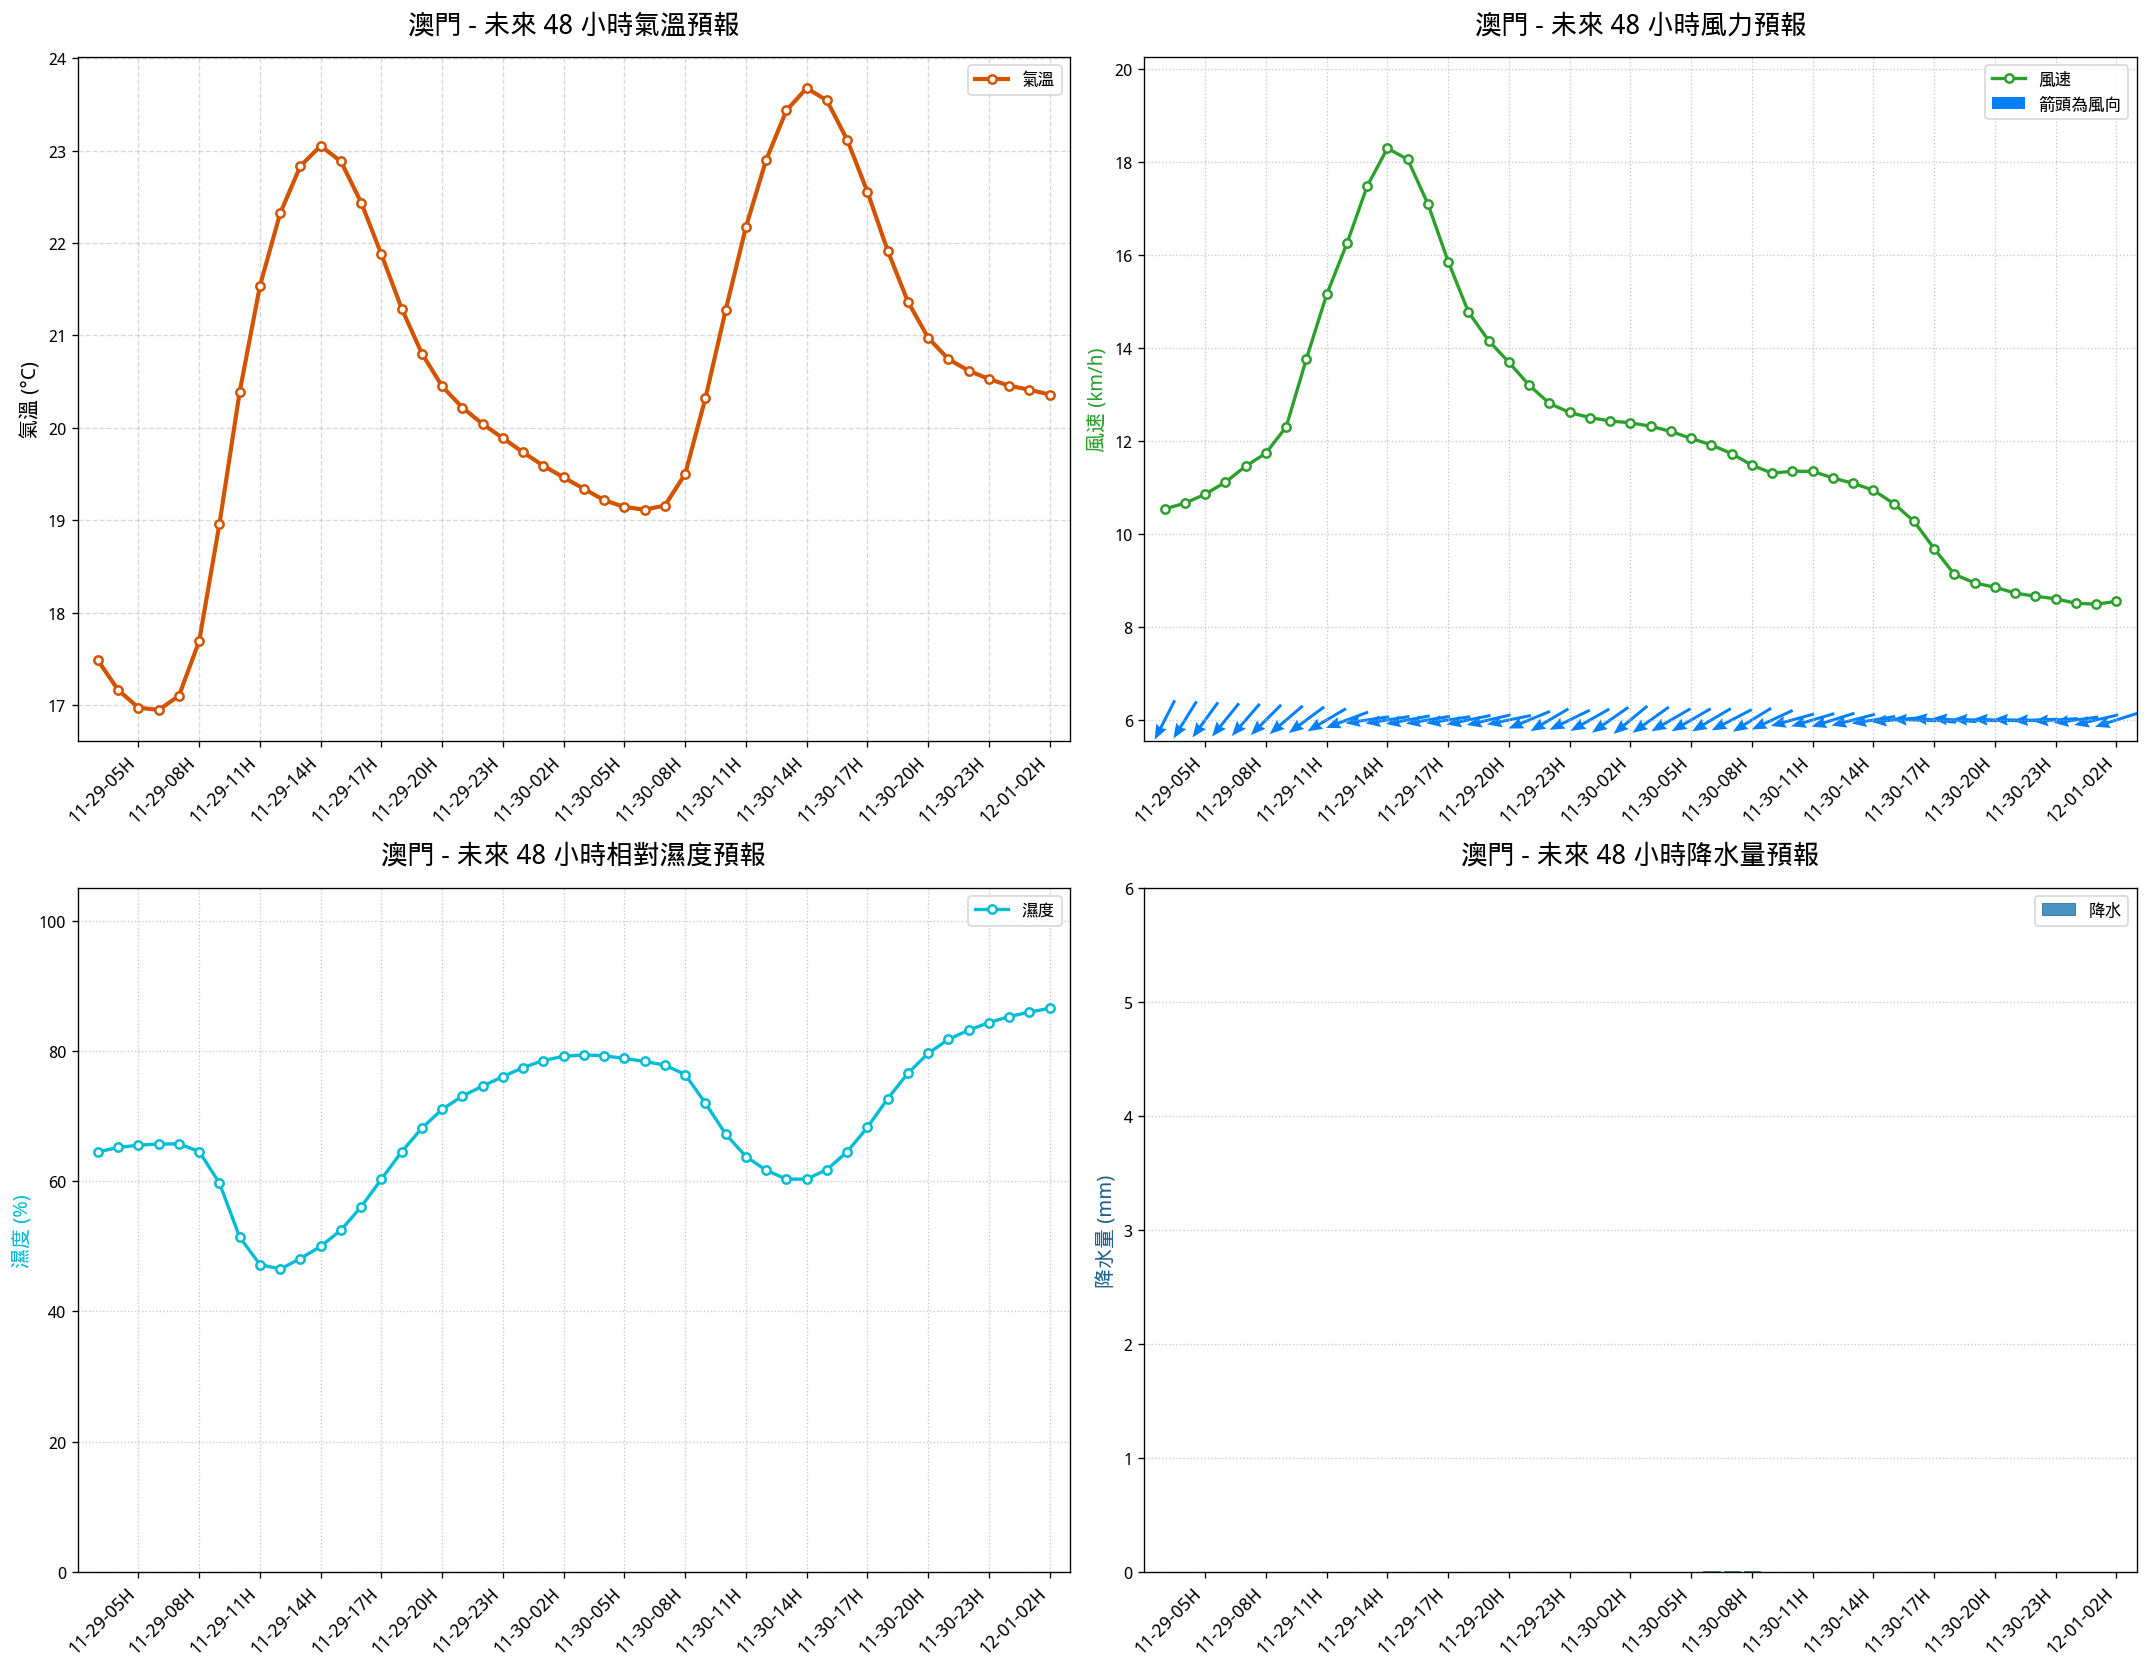 澳門 - 未來 48 小時氣溫預報
氣溫
氣溫 (°C)
24
23
22
21
20
19
18
17
11-29-05H
11-29-08H
11-29-11H
11-29-14H
11-29-17H
11-29-20H
11-29-23H
11-30-02H
11-30-05H
11-30-08H
11-30-11H
11-30-14H
11-30-17H
11-30-20H
11-30-23H
12-01-02H
澳門 - 未來 48 小時風力預報
風速
箭頭為風向
風速 (km/h)
20
18
16
14
12
10
8
6
11-29-05H
11-29-08H
11-29-11H
11-29-14H
11-29-17H
11-29-20H
11-29-23H
11-30-02H
11-30-05H
11-30-08H
11-30-11H
11-30-14H
11-30-17H
11-30-20H
11-30-23H
12-01-02H
澳門 - 未來 48 小時相對濕度預報
濕度
濕度 (%)
100
80
60
40
20
0
11-29-05H
11-29-08H
11-29-11H
11-29-14H
11-29-17H
11-29-20H
11-29-23H
11-30-02H
11-30-05H
11-30-08H
11-30-11H
11-30-14H
11-30-17H
11-30-20H
11-30-23H
12-01-02H
澳門 - 未來 48 小時降水量預報
降水
降水量 (mm)
6
5
4
3
2
1
0
11-29-05H
11-29-08H
11-29-11H
11-29-14H
11-29-17H
11-29-20H
11-29-23H
11-30-02H
11-30-05H
11-30-08H
11-30-11H
11-30-14H
11-30-17H
11-30-20H
11-30-23H
12-01-02H